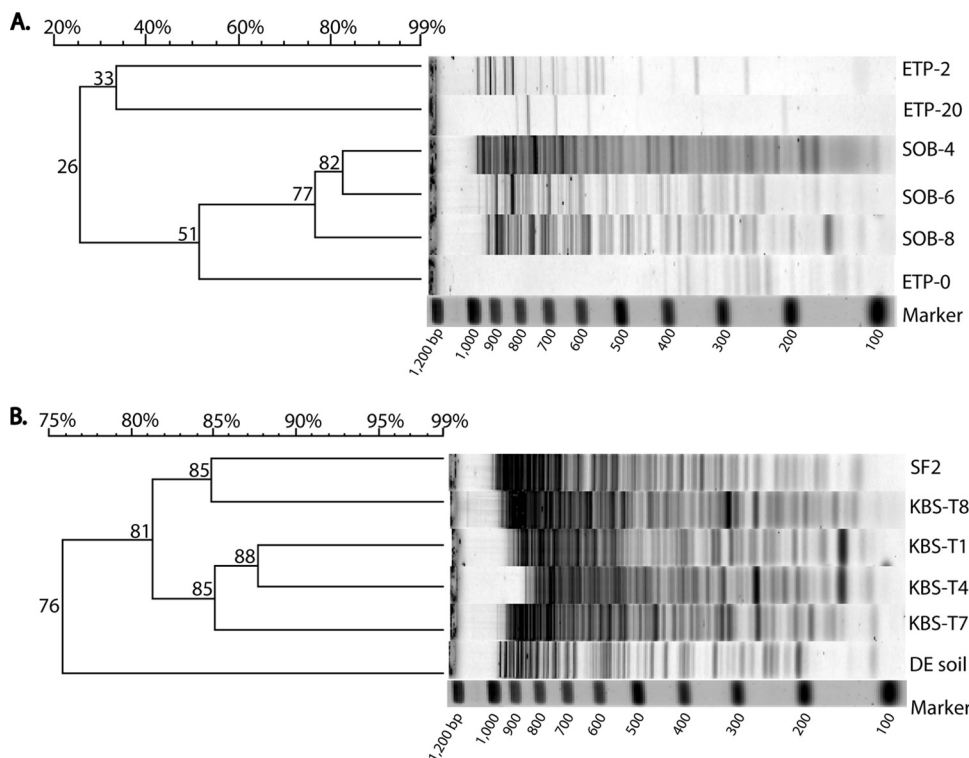 A.
20% 40% 60% 80% 99%
33
26
82
77
51
ETP-2
ETP-20
SOB-4
SOB-6
SOB-8
ETP-0
Marker
1,200 bp 1,000 900 800 700 600 500 400 300 200 100
B.
75% 80% 85% 90% 95% 99%
85
81
88
85
76
SF2
KBS-T8
KBS-T1
KBS-T4
KBS-T7
DE soil
Marker
1,200 bp 1,000 900 800 700 600 500 400 300 200 100